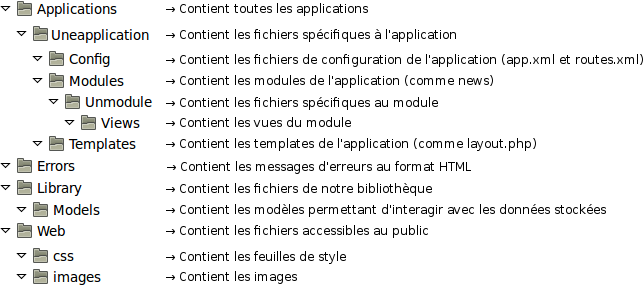 Applications → Contient toutes les applications
Uneapplication → Contient les fichiers spécifiques à l'application
Config → Contient les fichiers de configuration de l'application (app.xml et routes.xml)
Modules → Contient les modules de l'application (comme news)
Unmodule → Contient les fichiers spécifiques au module
Views → Contient les vues du module
Templates → Contient les templates de l'application (comme layout.php)
Errors → Contient les messages d'erreurs au format HTML
Library → Contient les fichiers de notre bibliothèque
Models → Contient les modèles permettant d'interagir avec les données stockées
Web → Contient les fichiers accessibles au public
css → Contient les feuilles de style
images → Contient les images